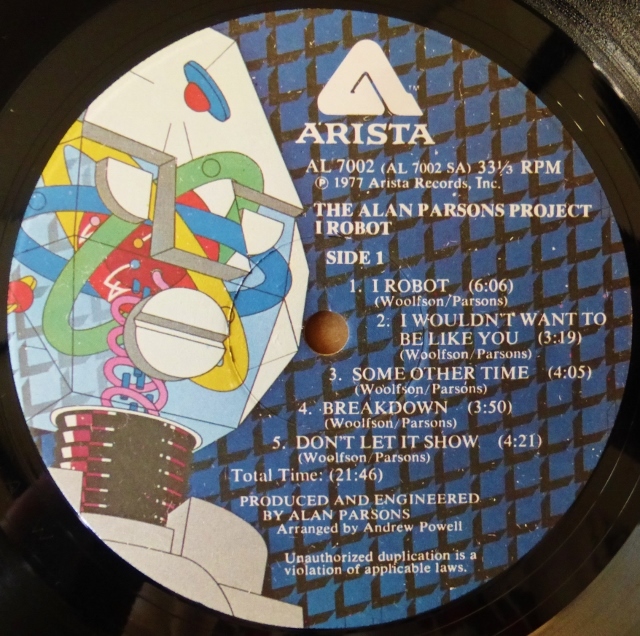 ™
ARISTA
AL 7002 (AL 7002 SA) 33⅓ RPM
℗ 1977 Arista Records, Inc.
THE ALAN PARSONS PROJECT
I ROBOT
SIDE 1
1. I ROBOT (6:06)
(Woolfson/Parsons)
2. I WOULDN'T WANT TO
BE LIKE YOU (3:19)
(Woolfson/Parsons)
3. SOME OTHER TIME (4:05)
(Woolfson/Parsons)
4. BREAKDOWN (3:50)
(Woolfson/Parsons)
5. DON'T LET IT SHOW (4:21)
(Woolfson/Parsons)
Total Time: (21:46)
PRODUCED AND ENGINEERED
BY ALAN PARSONS
Arranged by Andrew Powell
Unauthorized duplication is a
violation of applicable laws.